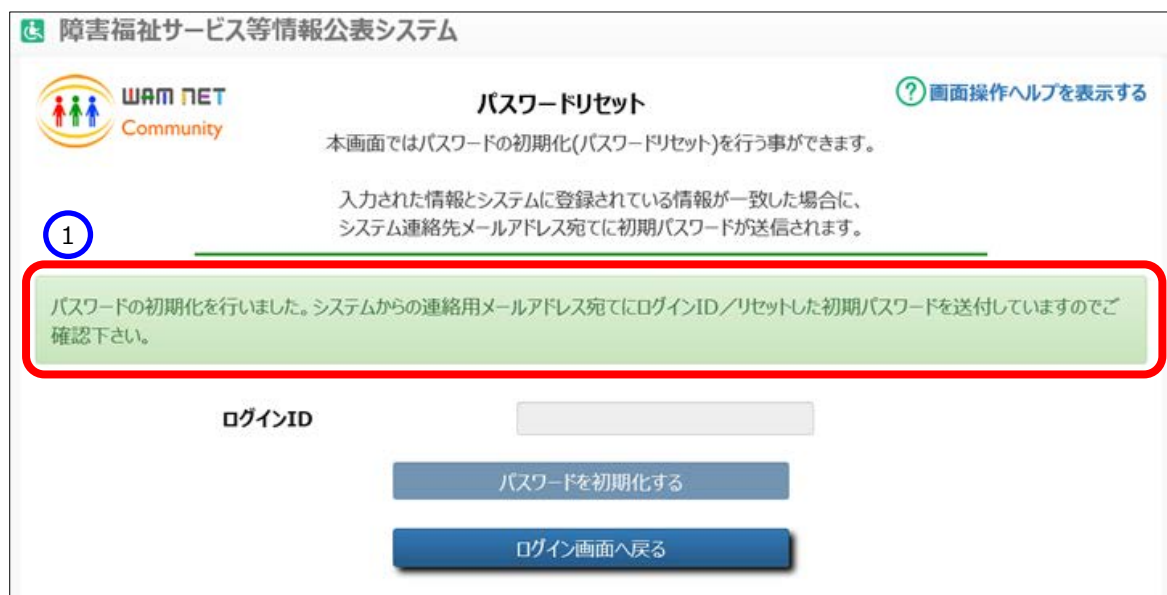 障害福祉サービス等情報公表システム
WAM NET
Community
パスワードリセット
?画面操作ヘルプを表示する
本画面ではパスワードの初期化(パスワードリセット)を行う事ができます。
入力された情報とシステムに登録されている情報が一致した場合に、
システム連絡先メールアドレス宛てに初期パスワードが送信されます。
1
パスワードの初期化を行いました。システムからの連絡用メールアドレス宛てにログインID/リセットした初期パスワードを送付していますのでご
確認下さい。
ログインID
パスワードを初期化する
ログイン画面へ戻る